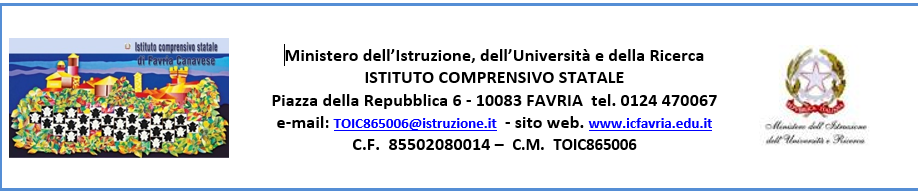 Istituto comprensivo statale
di Favria Canavese
Ministero dell'Istruzione, dell'Università e della Ricerca
ISTITUTO COMPRENSIVO STATALE
Piazza della Repubblica 6 - 10083 FAVRIA tel. 0124 470067
e-mail: TOIC865006@istruzione.it - sito web. www.icfavria.edu.it
C.F. 85502080014 – C.M. TOIC865006
Ministero dell'Istruzione
dell'Università e Ricerca